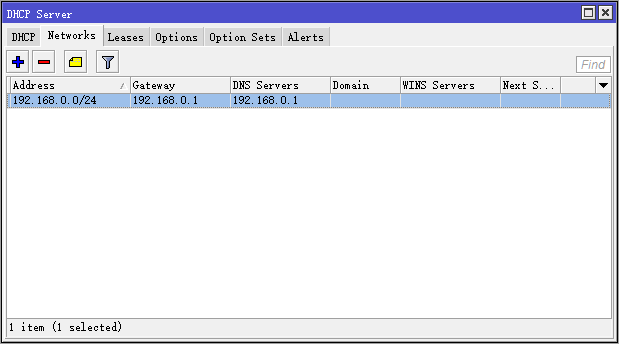 DHCP Server
DHCP Networks Leases Options Option Sets Alerts
Find
Address Gateway DNS Servers Domain WINS Servers Next S...
192.168.0.0/24 192.168.0.1 192.168.0.1
1 item (1 selected)